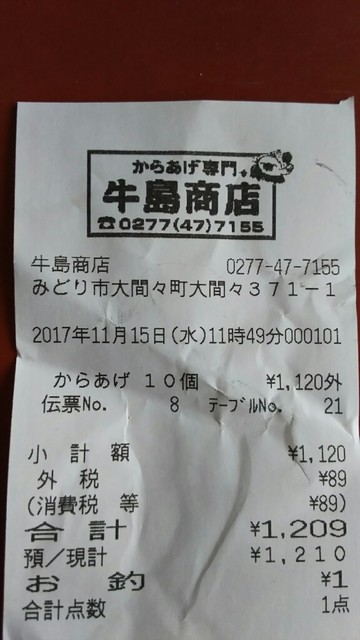 からあげ専門
牛島商店
☎0277(47)7155
牛島商店 0277-47-7155
みどり市大間々町大間々371-1
2017年11月15日(水)11時49分000101
からあげ 10個 ¥1,120外
伝票No. 8 テーブルNo. 21
小計額 ¥1,120
外税 ¥89
(消費税等 ¥89)
合計 ¥1,209
預/現計 ¥1,210
お釣 ¥1
合計点数 1点